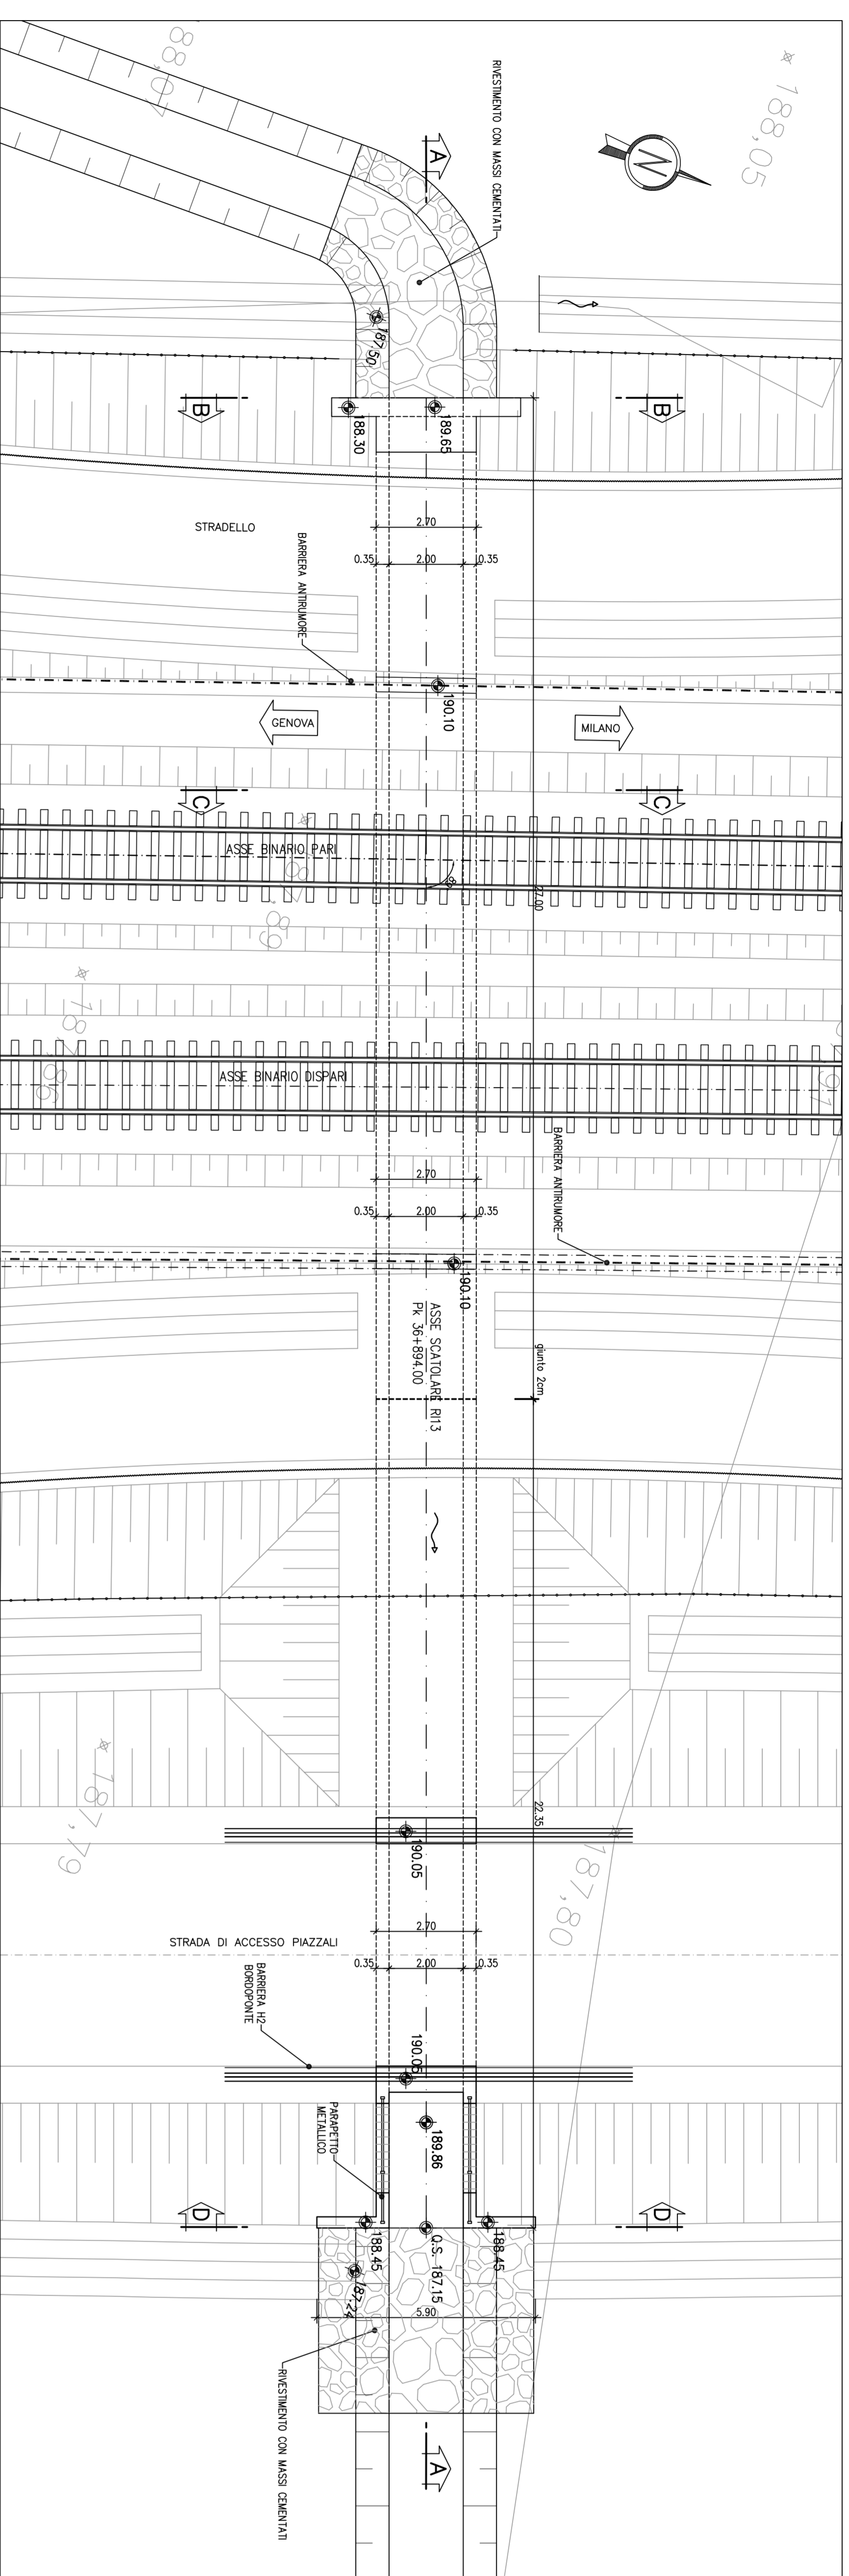 188,05
88,07
N
RIVESTIMENTO CON MASSI CEMENTATI
A
187.50
B
B
188.30
189.65
STRADELLO
2.70
0.35
2.00
0.35
BARRIERA ANTIRUMORE
190.10
GENOVA
MILANO
C
C
ASSE BINARIO PARI
27.00
ASSE BINARIO DISPARI
2.70
0.35
2.00
0.35
BARRIERA ANTIRUMORE
190.10
ASSE SCATOLARE RI13
Pk 36+894.00
giunto 2cm
187,79
187,80
22.35
190.05
2.70
STRADA DI ACCESSO PIAZZALI
0.35
2.00
0.35
BARRIERA H2
BORDOPONTE
190.05
189.86
PARAPETTO
METALLICO
D
D
188.45
Q.S. 187.15
188.45
187.24
5.90
RIVESTIMENTO CON MASSI CEMENTATI
A